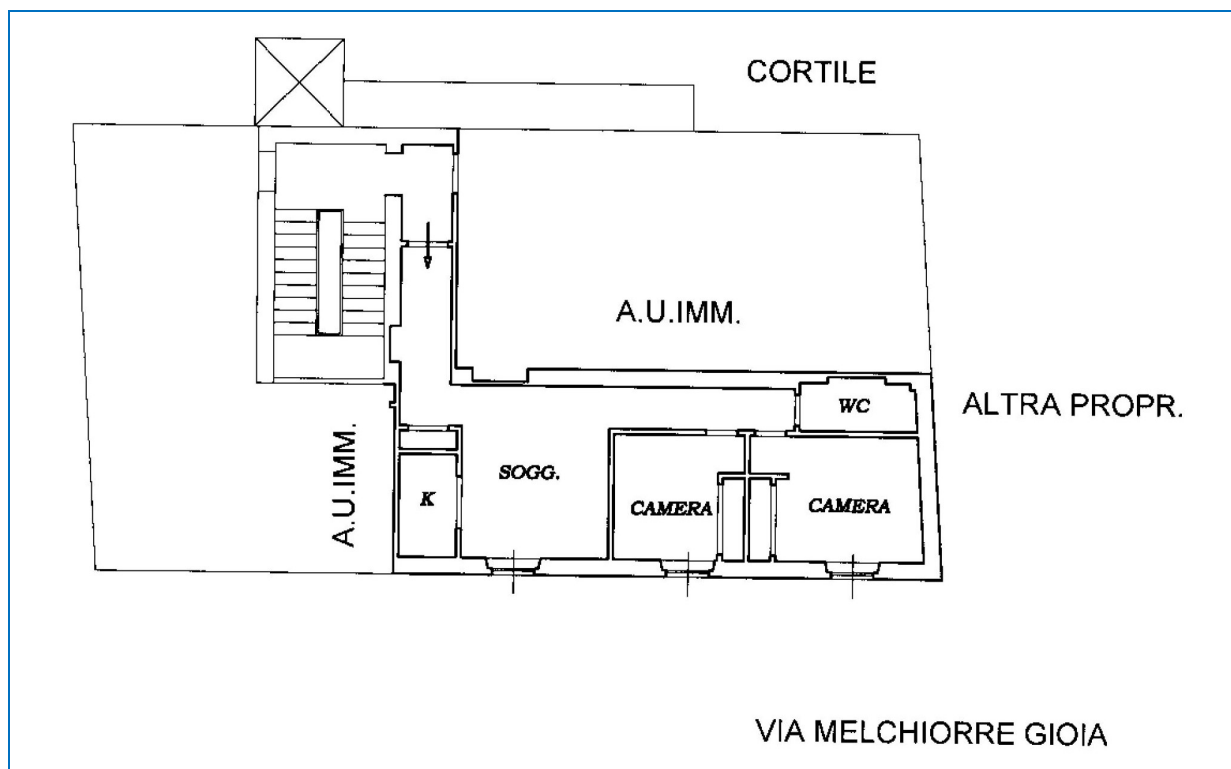 CORTILE
A.U.IMM.
WC
ALTRA PROPR.
A.U.IMM.
SOGG.
K
CAMERA
CAMERA
VIA MELCHIORRE GIOIA